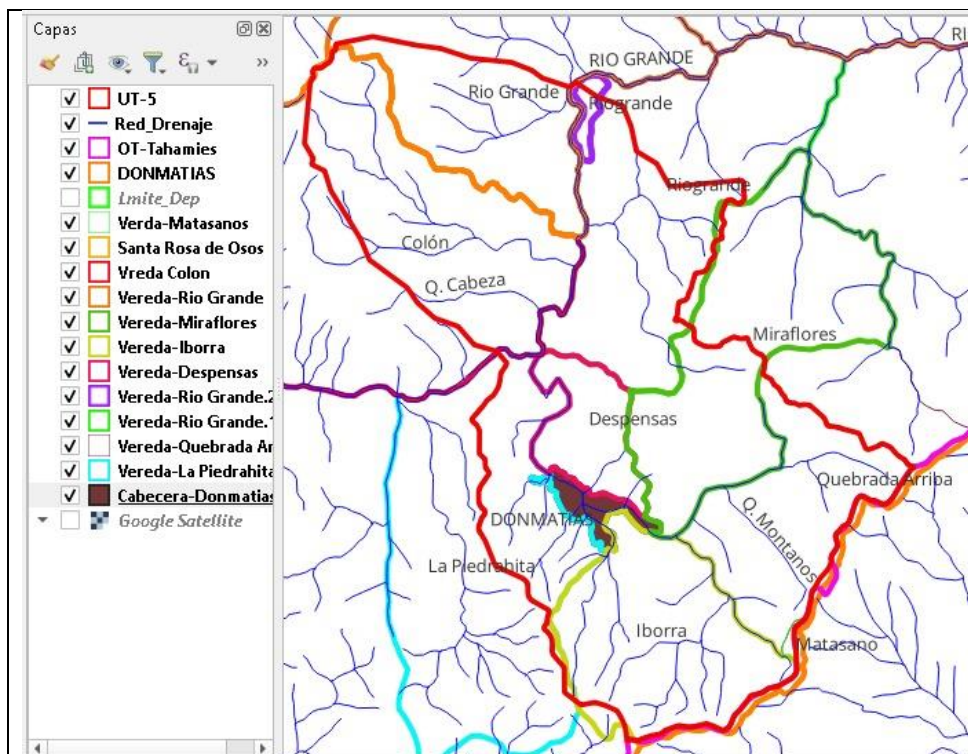 Capas
UT-5
Red_Drenaje
OT-Tahamies
DONMATIAS
Lmite_Dep
Verda-Matasanos
Santa Rosa de Osos
Vreda Colon
Vereda-Rio Grande
Vereda-Miraflores
Vereda-Iborra
Vereda-Despensas
Vereda-Rio Grande.2
Vereda-Rio Grande.1
Vereda-Quebrada Ar
Vereda-La Piedrahita
Cabecera-Donmatias
Google Satellite
RIO GRANDE
RI
Rio Grande
Riogrande
Riogrande
Colón
Q. Cabeza
Miraflores
Despensas
Quebrada Arriba
Q. Montanos
DONMATIAS
La Piedrahita
Iborra
Matasano